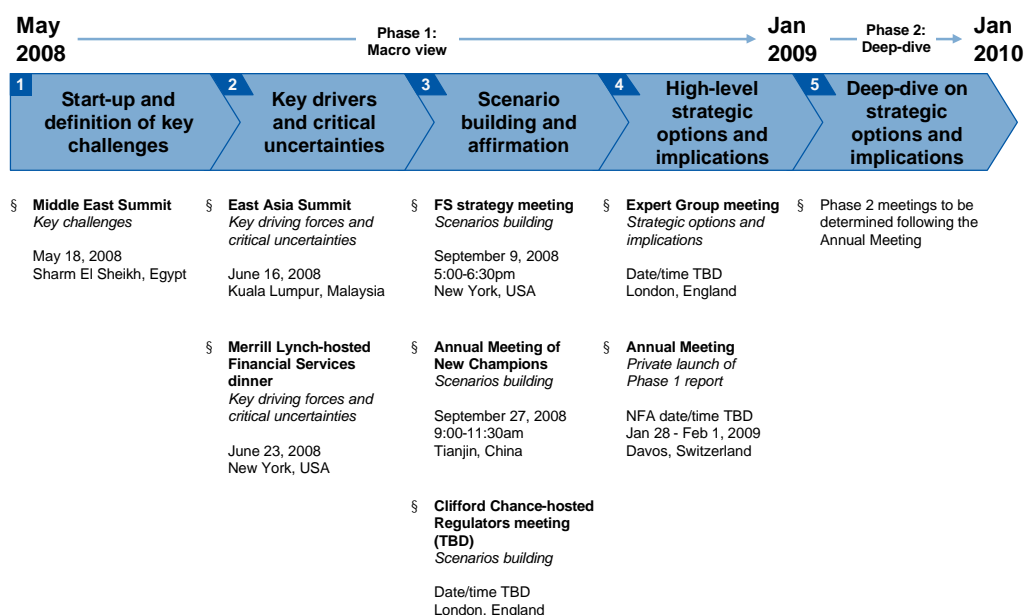 May
2008
Phase 1:
Macro view
Jan
2009
Phase 2:
Deep-dive
Jan
2010
1
Start-up and
definition of key
challenges
2
Key drivers
and critical
uncertainties
3
Scenario
building and
affirmation
4
High-level
strategic
options and
implications
5
Deep-dive on
strategic
options and
implications
§ Middle East Summit
Key challenges
May 18, 2008
Sharm El Sheikh, Egypt
§ East Asia Summit
Key driving forces and
critical uncertainties
June 16, 2008
Kuala Lumpur, Malaysia
§ Merrill Lynch-hosted
Financial Services
dinner
Key driving forces and
critical uncertainties
June 23, 2008
New York, USA
§ FS strategy meeting
Scenarios building
September 9, 2008
5:00-6:30pm
New York, USA
§ Annual Meeting of
New Champions
Scenarios building
September 27, 2008
9:00-11:30am
Tianjin, China
§ Clifford Chance-hosted
Regulators meeting
(TBD)
Scenarios building
Date/time TBD
London, England
§ Expert Group meeting
Strategic options and
implications
Date/time TBD
London, England
§ Annual Meeting
Private launch of
Phase 1 report
NFA date/time TBD
Jan 28 - Feb 1, 2009
Davos, Switzerland
§ Phase 2 meetings to be
determined following the
Annual Meeting